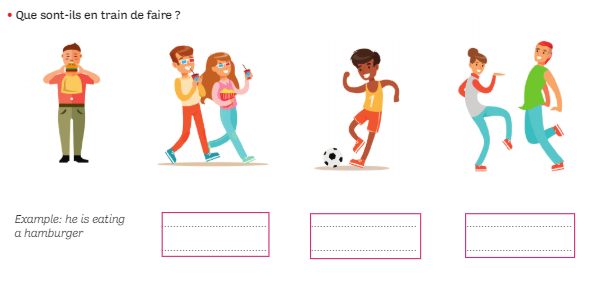 • Que sont-ils en train de faire ?
Example: he is eating
a hamburger